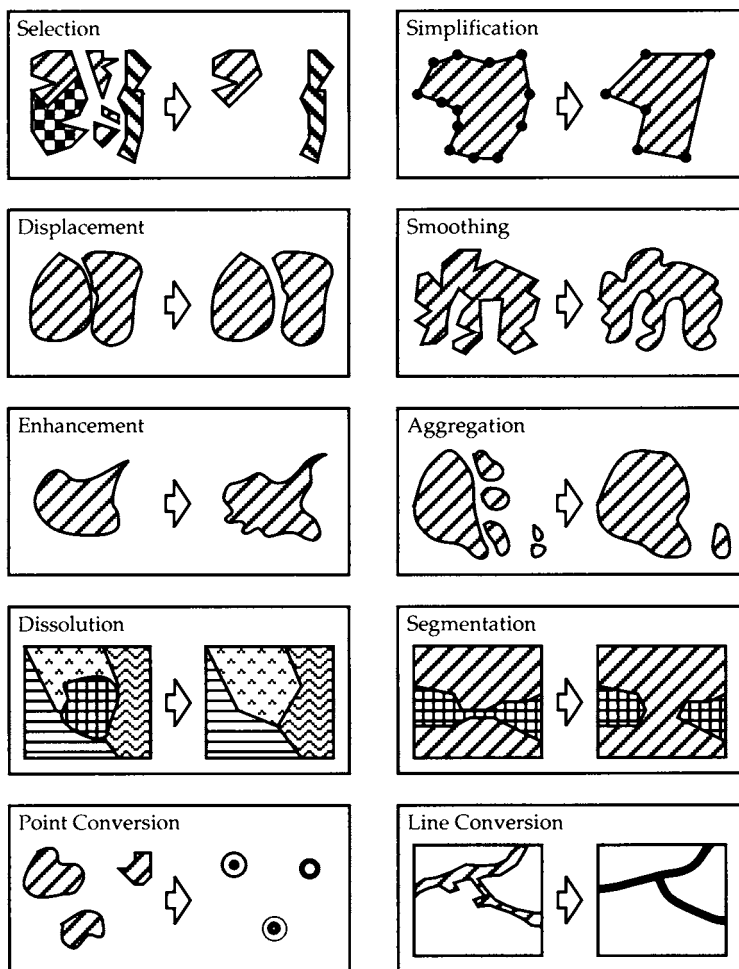 Selection
Simplification
Displacement
Smoothing
Enhancement
Aggregation
Dissolution
Segmentation
Point Conversion
Line Conversion